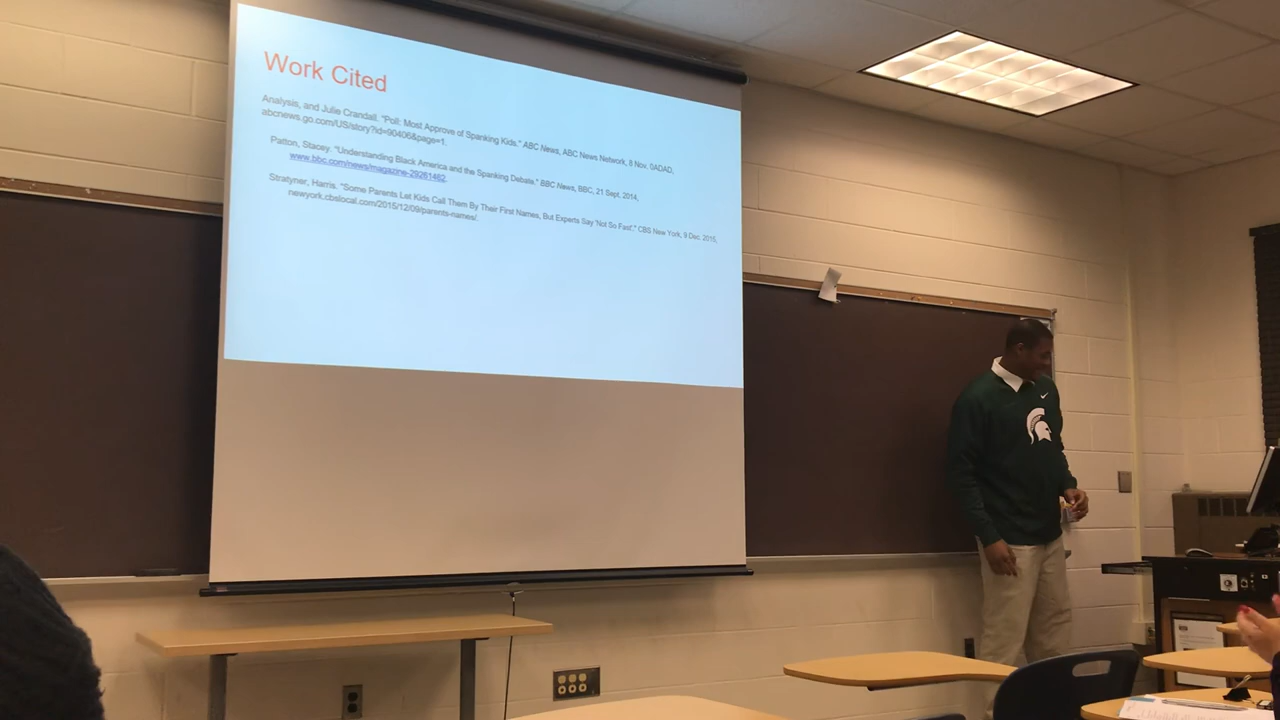 Work Cited
Analysis, and Julie Crandall. "Poll: Most Approve of Spanking Kids." ABC News, ABC News Network, 8 Nov. 0ADAD,
abcnews.go.com/US/story?id=90406&page=1.
Patton, Stacey. "Understanding Black America and the Spanking Debate." BBC News, BBC, 21 Sept. 2014,
www.bbc.com/news/magazine-29261462.
Stratyner, Harris. "Some Parents Let Kids Call Them By Their First Names, But Experts Say 'Not So Fast'." CBS New York, 9 Dec. 2015,
newyork.cbslocal.com/2015/12/09/parents-names/.